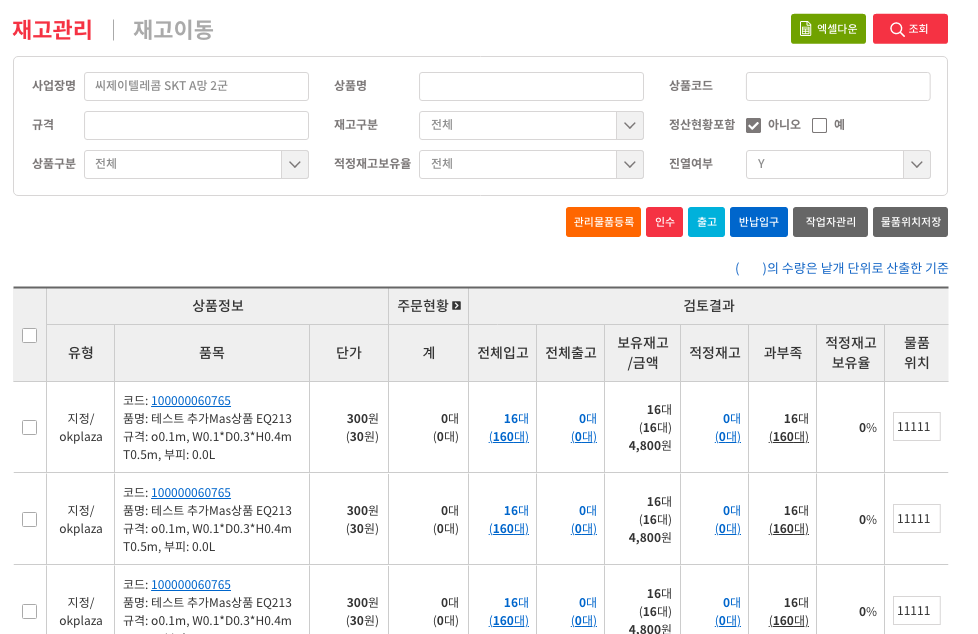 재고관리 | 재고이동
엑셀다운 조회
사업장명 씨제이텔레콤 SKT A망 2군 상품명 상품코드
규격 재고구분 전체 정산현황포함 아니오 예
상품구분 전체 적정재고보유율 전체 진열여부 Y
관리물품등록 인수 출고 반납입구 작업자관리 물품위치저장
( )의 수량은 낱개 단위로 산출한 기준
상품정보 주문현황 검토결과
유형 품목 단가 계 전체입고 전체출고 보유재고 /금액 적정재고 과부족 적정재고 보유율 물품 위치
코드: 100000060765
지정/ 품명: 테스트 추가Mas상품 EQ213 300원 0대 16대 0대 16대 0대 16대 0% 11111
okplaza 규격: o0.1m, W0.1*D0.3*H0.4m (30원) (0대) (160대) (0대) (16대) (0대) (160대)
T0.5m, 부피: 0.0L 4,800원
코드: 100000060765
지정/ 품명: 테스트 추가Mas상품 EQ213 300원 0대 16대 0대 16대 0대 16대 0% 11111
okplaza 규격: o0.1m, W0.1*D0.3*H0.4m (30원) (0대) (160대) (0대) (16대) (0대) (160대)
T0.5m, 부피: 0.0L 4,800원
코드: 100000060765
지정/ 품명: 테스트 추가Mas상품 EQ213 300원 0대 16대 0대 16대 0대 16대 0% 11111
okplaza 규격: o0.1m, W0.1*D0.3*H0.4m (30원) (0대) (160대) (0대) (16대) (0대) (160대)
4,800원